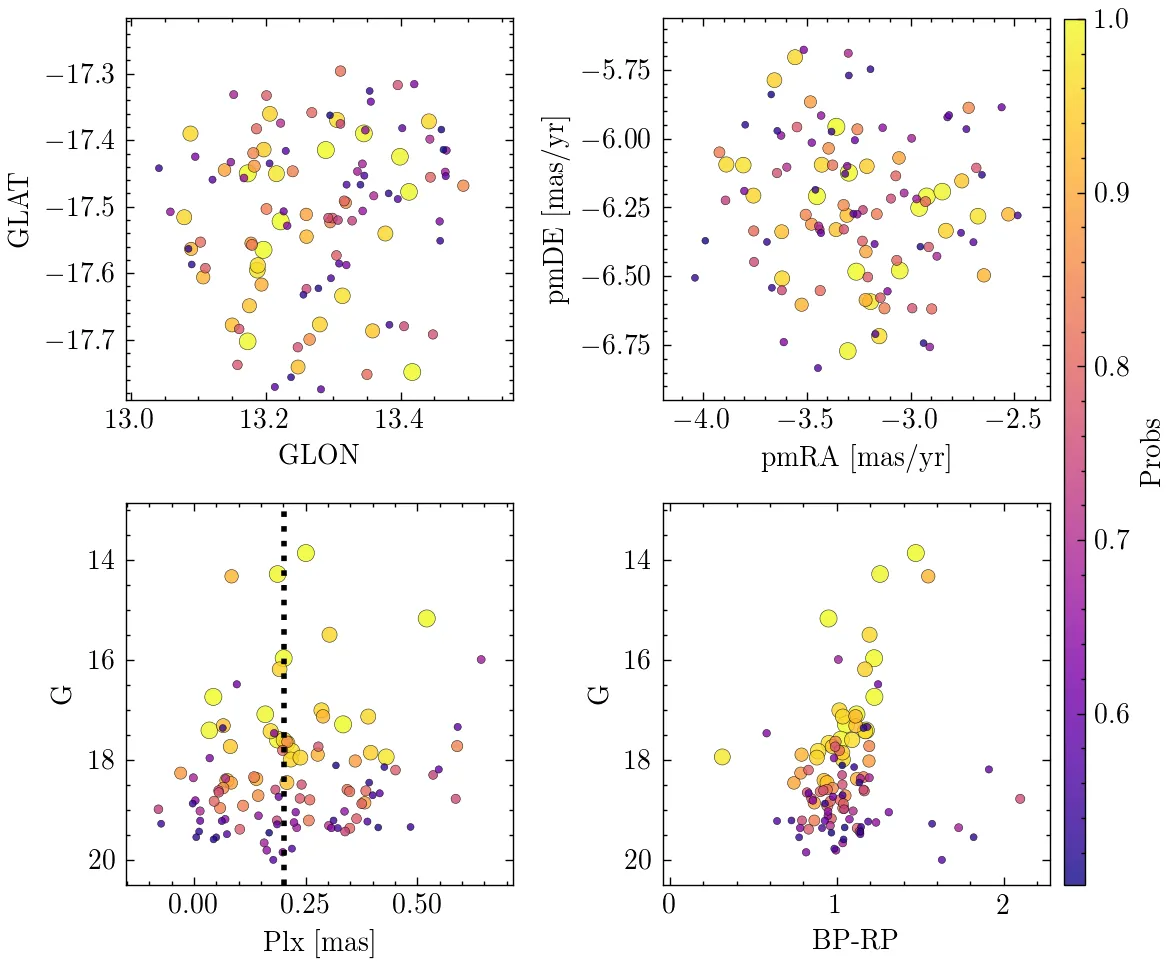 −17.3
−17.4
−17.5
−17.6
−17.7
GLAT
13.0 13.2 13.4
GLON
−5.75
−6.00
−6.25
−6.50
−6.75
pmDE [mas/yr]
−4.0 −3.5 −3.0 −2.5
pmRA [mas/yr]
1.0
0.9
0.8
0.7
0.6
Probs
14
16
18
20
G
0.00 0.25 0.50
Plx [mas]
14
16
18
20
G
0 1 2
BP-RP